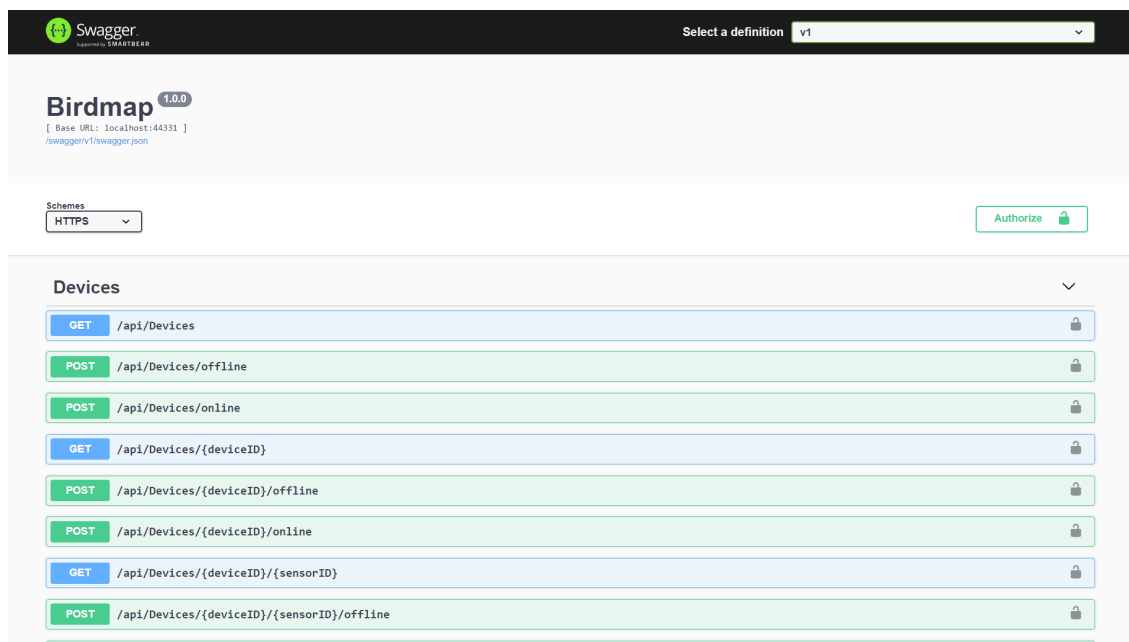 Swagger.
Supported by SMARTBEAR
Select a definition
v1
Birdmap 1.0.0
[ Base URL: localhost:44331 ]
/swagger/v1/swagger.json
Schemes
HTTPS
Authorize
Devices
GET /api/Devices
POST /api/Devices/offline
POST /api/Devices/online
GET /api/Devices/{deviceID}
POST /api/Devices/{deviceID}/offline
POST /api/Devices/{deviceID}/online
GET /api/Devices/{deviceID}/{sensorID}
POST /api/Devices/{deviceID}/{sensorID}/offline